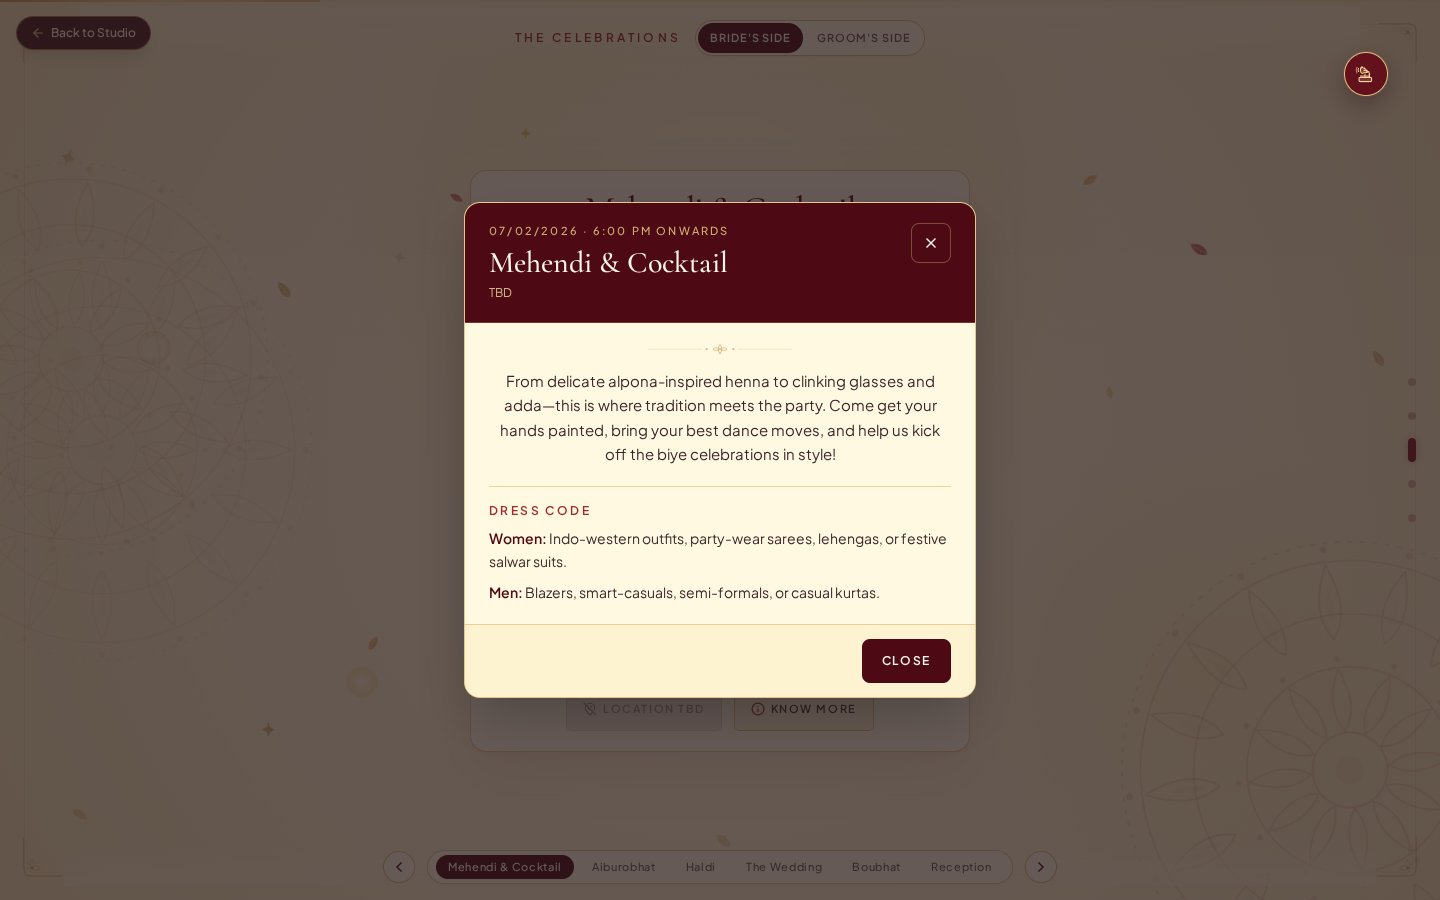 Back to Studio
THE CELEBRATIONS
BRIDE'S SIDE
GROOM'S SIDE
Mehendi & Cocktail
07/02/2026 · 6:00 PM ONWARDS
Mehendi & Cocktail
TBD
From delicate alpona-inspired henna to clinking glasses and
adda—this is where tradition meets the party. Come get your
hands painted, bring your best dance moves, and help us kick
off the biye celebrations in style!
DRESS CODE
Women: Indo-western outfits, party-wear sarees, lehengas, or festive
salwar suits.
Men: Blazers, smart-casuals, semi-formals, or casual kurtas.
CLOSE
LOCATION TBD
KNOW MORE
Mehendi & Cocktail
Aiburobhat
Haldi
The Wedding
Boubhat
Reception